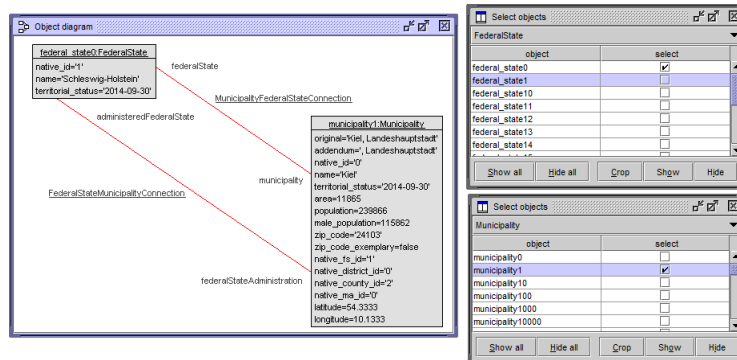 Object diagram
federal_state0:FederalState
native_id='1'
name='Schleswig-Holstein'
territorial_status='2014-09-30'
federalState
MunicipalityFederalStateConnection
administeredFederalState
municipality
FederalStateMunicipalityConnection
federalStateAdministration
municipality1:Municipality
original='Kiel, Landeshauptstadt'
addendum=', Landeshauptstadt'
native_id='0'
name='Kiel'
territorial_status='2014-09-30'
area=11865
population=239866
male_population=115862
zip_code='24103'
zip_code_exemplary=false
native_fs_id='1'
native_district_id='0'
native_county_id='2'
native_ma_id='0'
latitude=54.3333
longitude=10.1333
Select objects
FederalState
object select
federal_state0
federal_state1
federal_state10
federal_state11
federal_state12
federal_state13
federal_state14
Show all Hide all Crop Show Hide
Select objects
Municipality
object select
municipality0
municipality1
municipality10
municipality100
municipality1000
municipality10000
Show all Hide all Crop Show Hide